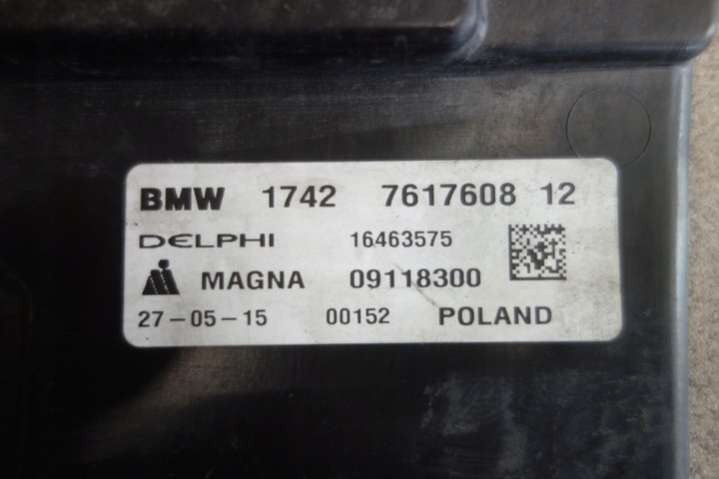 BMW 1742 7617608 12
DELPHI 16463575
MAGNA 09118300
27-05-15 00152 POLAND